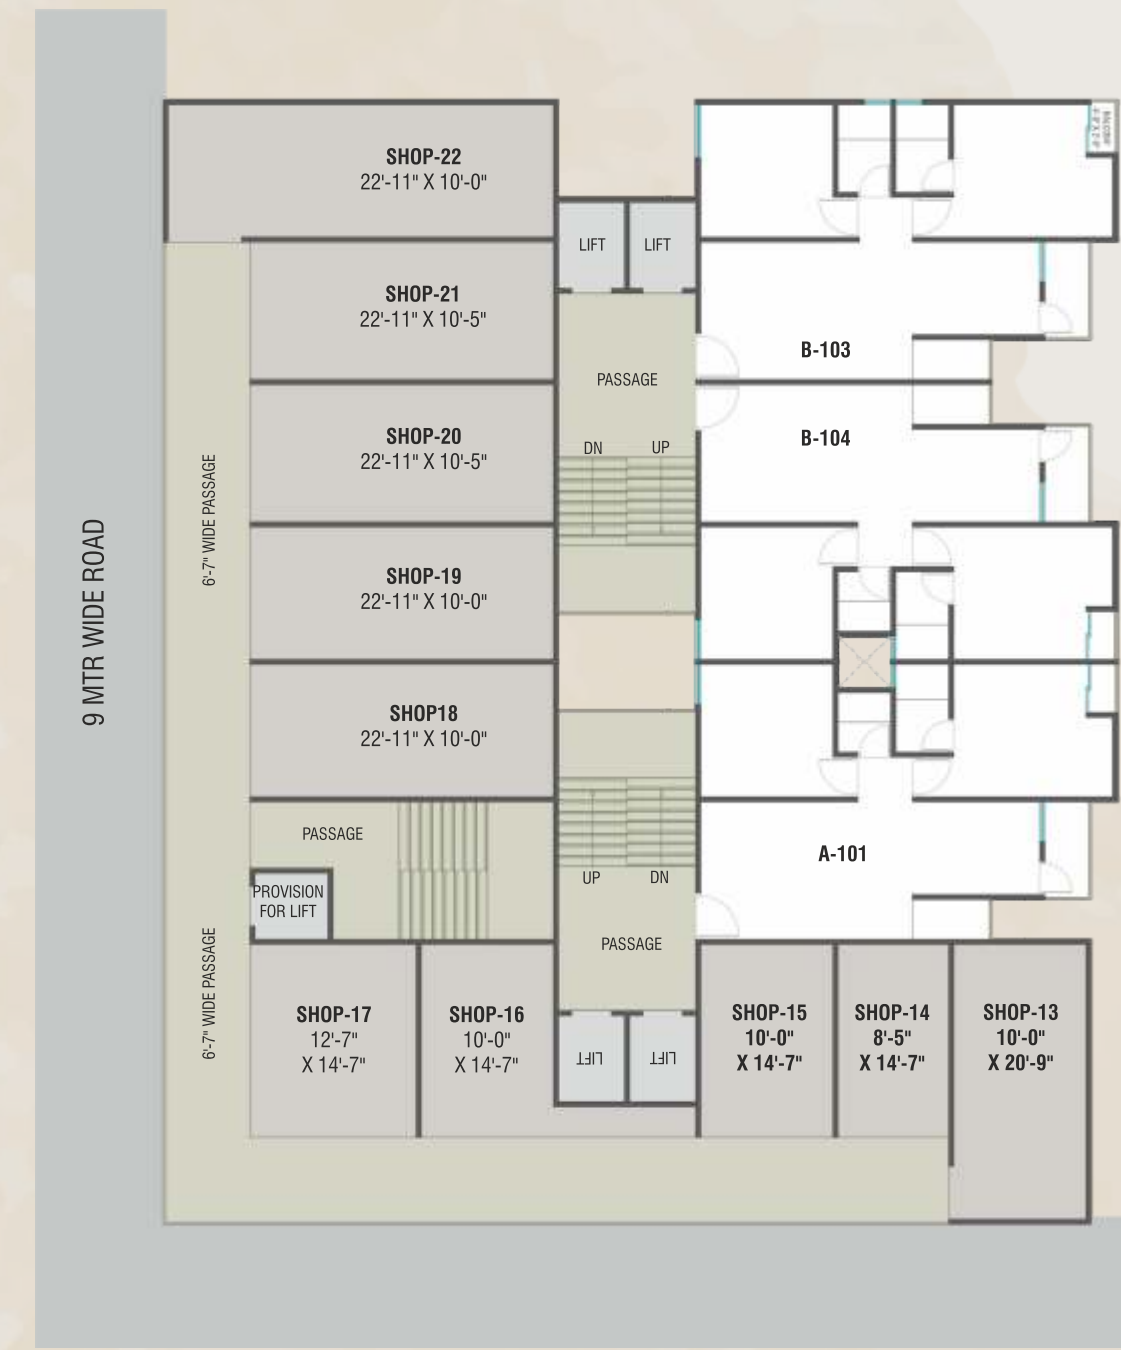 SHOP-22
22'-11" X 10'-0"
LIFT
LIFT
SHOP-21
22'-11" X 10'-5"
PASSAGE
B-103
SHOP-20
22'-11" X 10'-5"
DN
UP
B-104
6'-7" WIDE PASSAGE
9 MTR WIDE ROAD
SHOP-19
22'-11" X 10'-0"
SHOP18
22'-11" X 10'-0"
PASSAGE
PROVISION
FOR LIFT
UP
DN
A-101
PASSAGE
6'-7" WIDE PASSAGE
SHOP-17
12'-7"
X 14'-7"
SHOP-16
10'-0"
X 14'-7"
LIFT
LIFT
SHOP-15
10'-0"
X 14'-7"
SHOP-14
8'-5"
X 14'-7"
SHOP-13
10'-0"
X 20'-9"